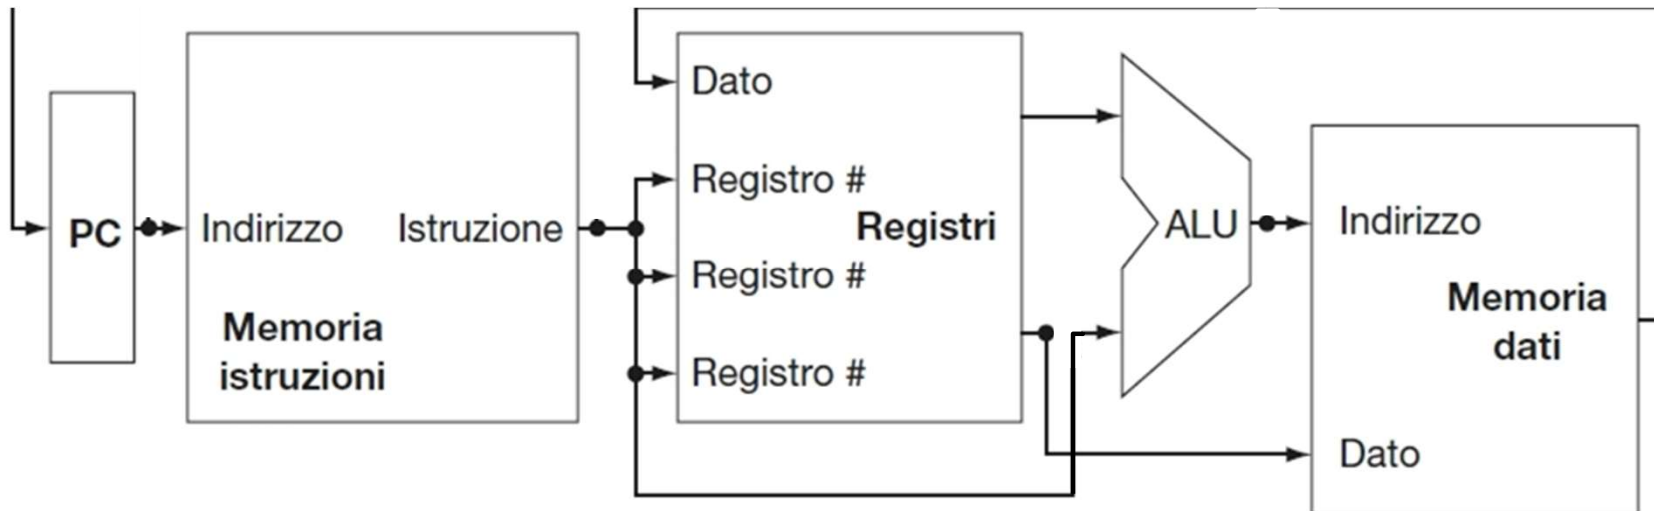 PC
Indirizzo
Istruzione
Memoria
istruzioni
Dato
Registro #
Registri
Registro #
Registro #
ALU
Indirizzo
Memoria
dati
Dato